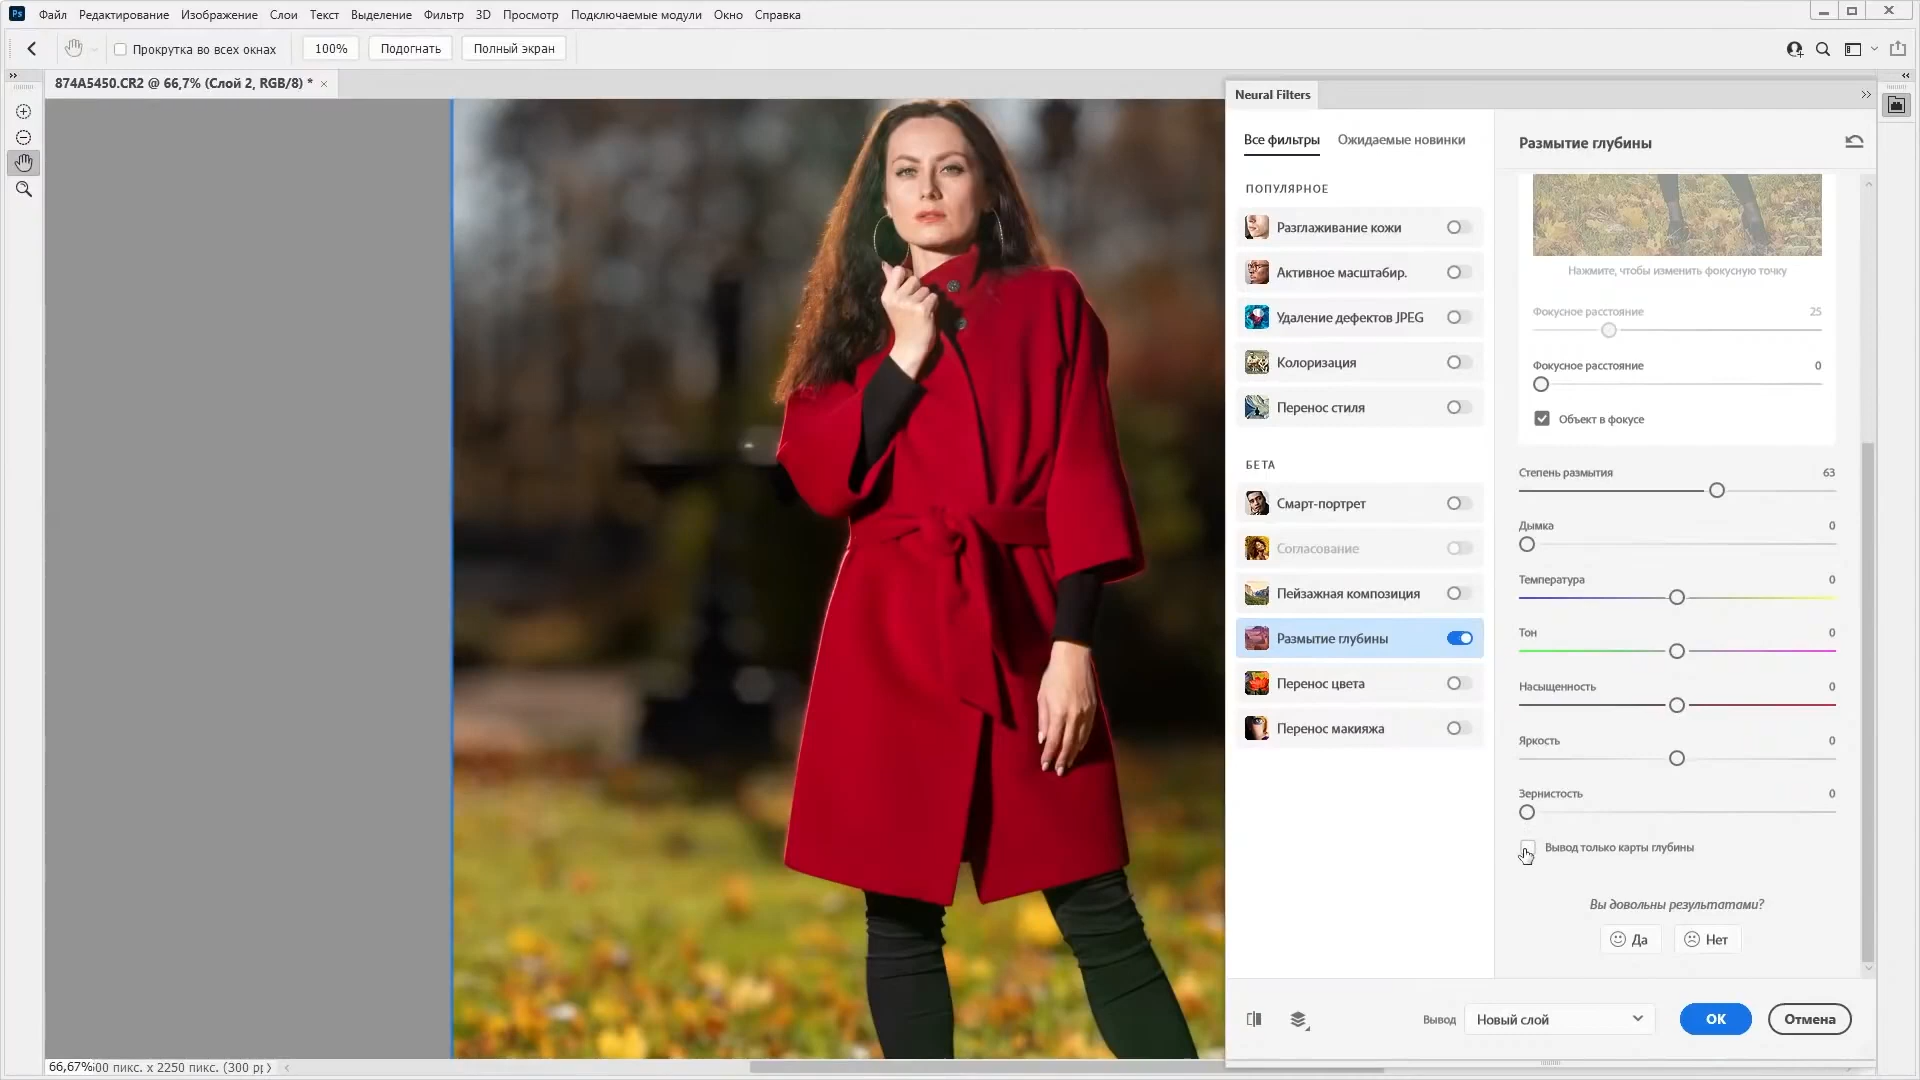 Ps Файл Редактирование Изображение Слои Текст Выделение Фильтр 3D Просмотр Подключаемые модули Окно Справка
Прокрутка во всех окнах 100% Подогнать Полный экран
874A5450.CR2 @ 66,7% (Слой 2, RGB/8) *
Neural Filters
Все фильтры Ожидаемые новинки
ПОПУЛЯРНОЕ
Разглаживание кожи
Активное масштабир.
Удаление дефектов JPEG
Колоризация
Перенос стиля
БЕТА
Смарт-портрет
Согласование
Пейзажная композиция
Размытие глубины
Перенос цвета
Перенос макияжа
Размытие глубины
Нажмите, чтобы изменить фокусную точку
Фокусное расстояние 25
Фокусное расстояние 0
Объект в фокусе
Степень размытия 63
Дымка 0
Температура 0
Тон 0
Насыщенность 0
Яркость 0
Зернистость 0
Вывод только карты глубины
Вы довольны результатами?
Да Нет
Вывод Новый слой OK Отмена
66,67% 00 пикс. x 2250 пикс. (300 pp